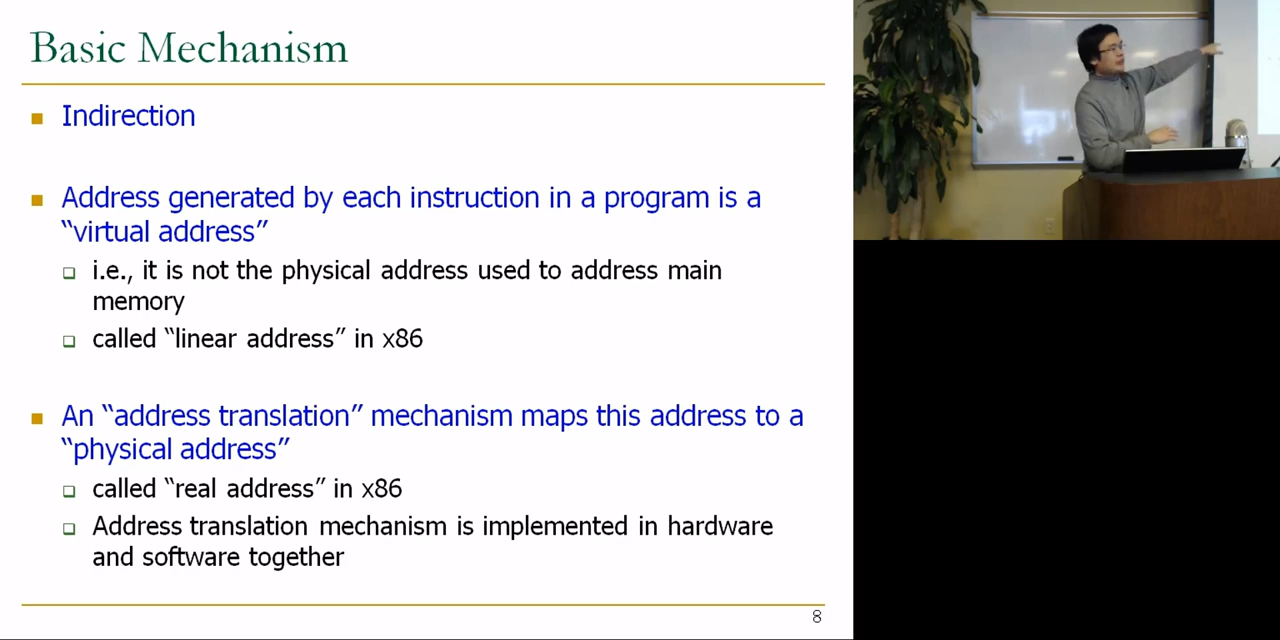 Basic Mechanism
Indirection
Address generated by each instruction in a program is a
“virtual address”
i.e., it is not the physical address used to address main
memory
called “linear address” in x86
An “address translation” mechanism maps this address to a
“physical address”
called “real address” in x86
Address translation mechanism is implemented in hardware
and software together
8